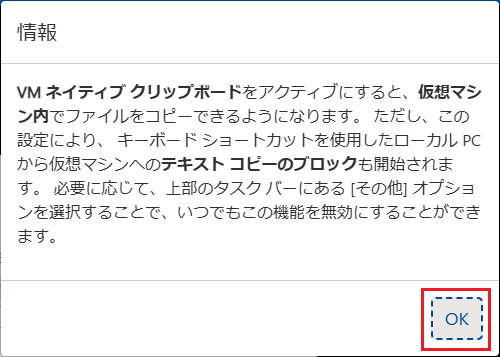 情報
VM ネイティブ クリップボードをアクティブにすると、仮想マシ
ン内でファイルをコピーできるようになります。 ただし、この
設定により、 キーボード ショートカットを使用したローカル PC
から仮想マシンへのテキスト コピーのブロックも開始されま
す。 必要に応じて、上部のタスク バーにある [その他] オプショ
ンを選択することで、いつでもこの機能を無効にすることができ
ます。
OK